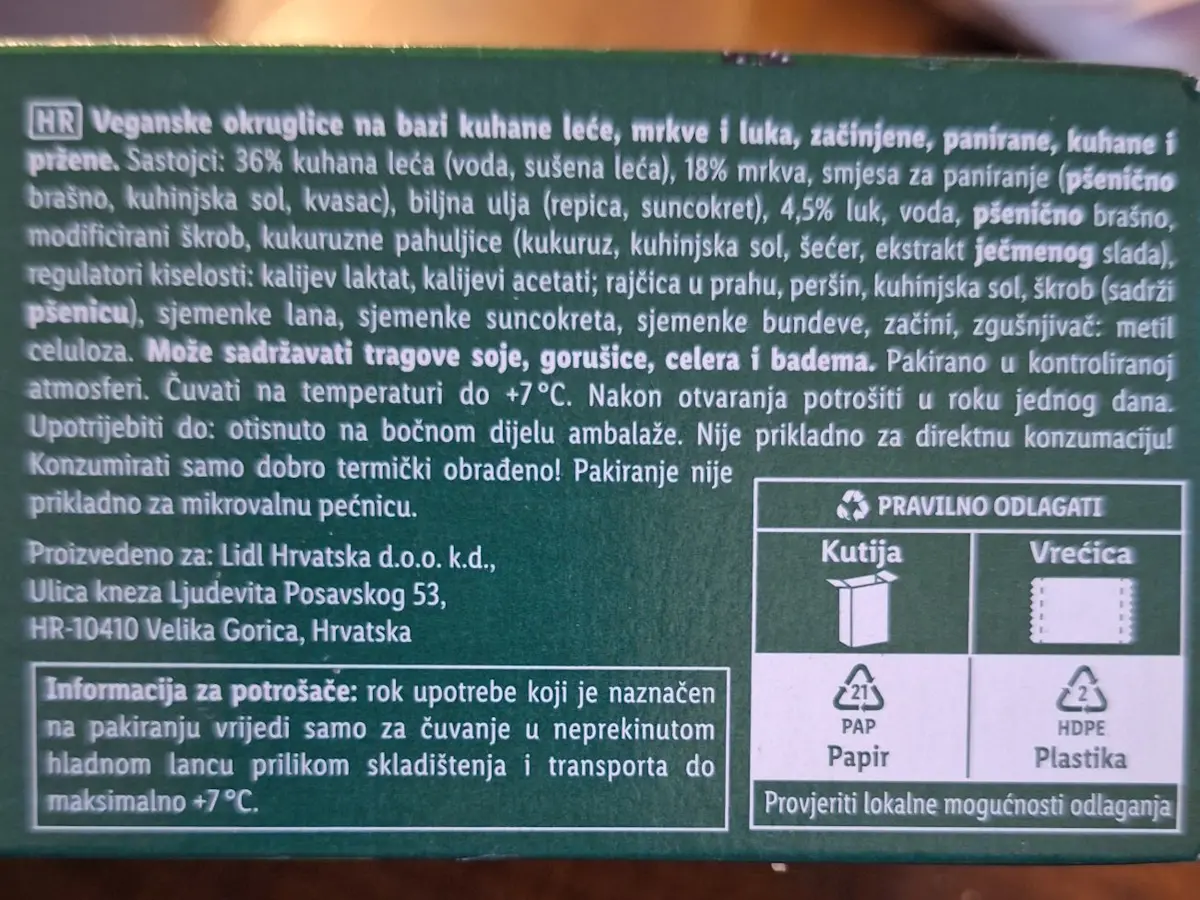 HR Veganske okruglice na bazi kuhane leće, mrkve i luka, začinjene, panirane, kuhane i
pržene. Sastojci: 36% kuhana leća (voda, sušena leća), 18% mrkva, smjesa za paniranje (pšenično
brašno, kuhinjska sol, kvasac), biljna ulja (repica, suncokret), 4,5% luk, voda, pšenično brašno,
modificirani škrob, kukuruzne pahuljice (kukuruz, kuhinjska sol, šećer, ekstrakt ječmenog slada),
regulatori kiselosti: kalijev laktat, kalijevi acetati; rajčica u prahu, peršin, kuhinjska sol, škrob (sadrži
pšenicu), sjemenke lana, sjemenke suncokreta, sjemenke bundeve, začini, zgušnjivač: metil
celuloza. Može sadržavati tragove soje, gorušice, celera i badema. Pakirano u kontroliranoj
atmosferi. Čuvati na temperaturi do +7 °C. Nakon otvaranja potrošiti u roku jednog dana.
Upotrijebiti do: otisnuto na bočnom dijelu ambalaže. Nije prikladno za direktnu konzumaciju!
Konzumirati samo dobro termički obrađeno! Pakiranje nije
prikladno za mikrovalnu pećnicu.
Proizvedeno za: Lidl Hrvatska d.o.o. k.d.,
Ulica kneza Ljudevita Posavskog 53,
HR-10410 Velika Gorica, Hrvatska
Informacija za potrošače: rok upotrebe koji je naznačen
na pakiranju vrijedi samo za čuvanje u neprekinutom
hladnom lancu prilikom skladištenja i transporta do
maksimalno +7 °C.
PRAVILNO ODLAGATI
Kutija
Vrećica
21
2
PAP
HDPE
Papir
Plastika
Provjeriti lokalne mogućnosti odlaganja